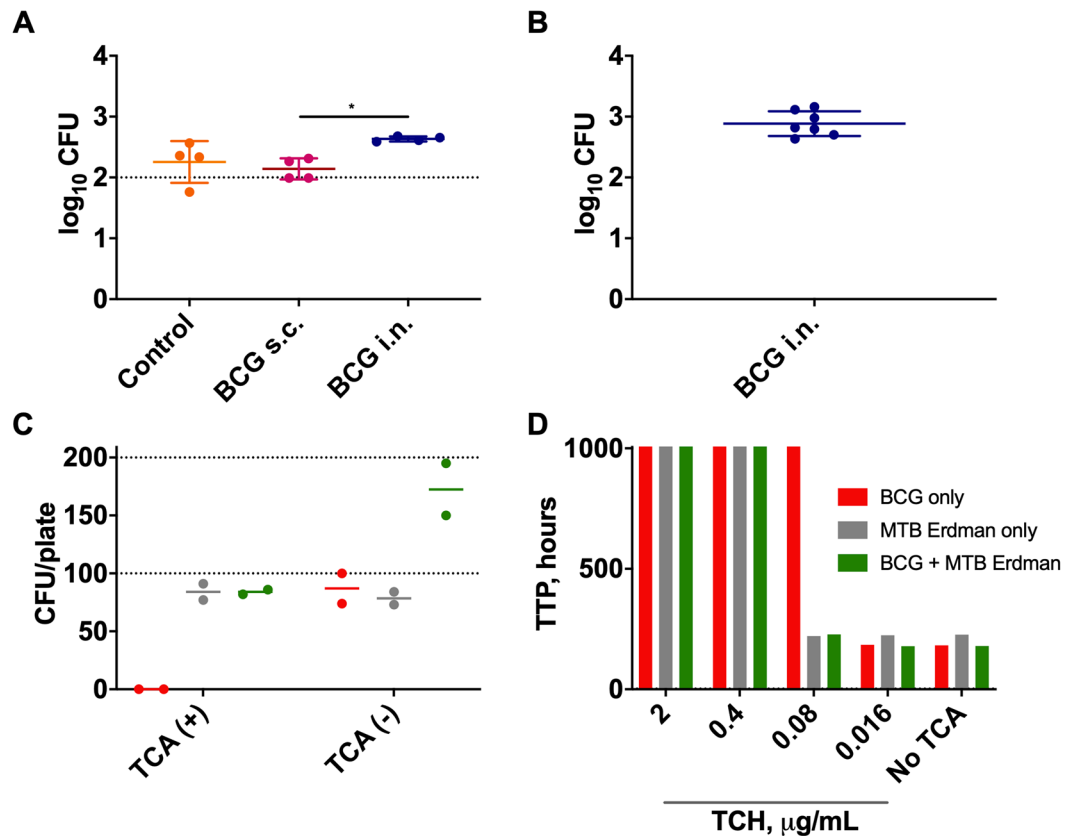 A
4
3
2
1
0
log10 CFU
*
Control
BCG s.c.
BCG i.n.
B
4
3
2
1
0
log10 CFU
BCG i.n.
C
200
150
100
50
0
CFU/plate
TCA (+)
TCA (-)
D
1000
500
0
TTP, hours
BCG only
MTB Erdman only
BCG + MTB Erdman
2
0.4
0.08
0.016
No TCA
TCH, μg/mL